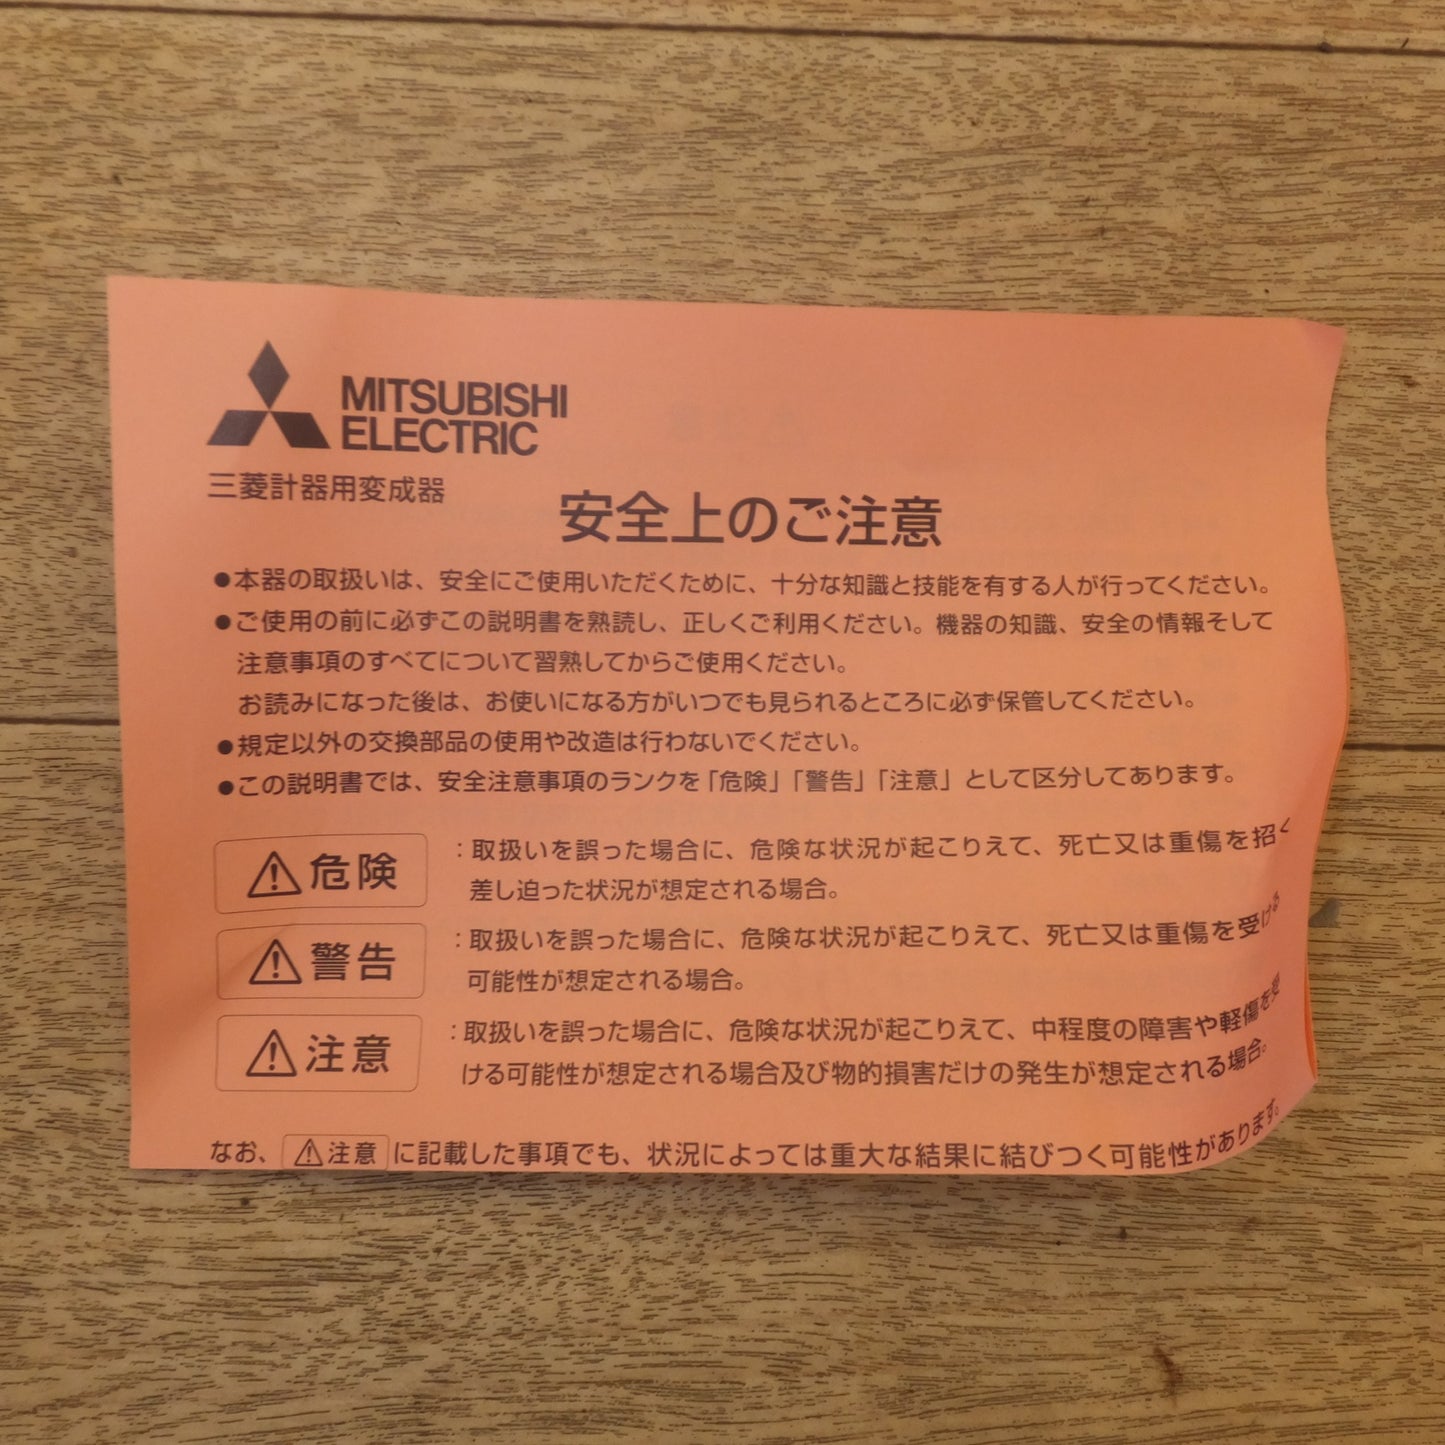 MITSUBISHI
ELECTRIC
三菱計器用変成器
安全上のご注意
●本器の取扱いは、安全にご使用いただくために、十分な知識と技能を有する人が行ってください。
●ご使用の前に必ずこの説明書を熟読し、正しくご利用ください。機器の知識、安全の情報そして
注意事項のすべてについて習熟してからご使用ください。
お読みになった後は、お使いになる方がいつでも見られるところに必ず保管してください。
●規定以外の交換部品の使用や改造は行わないでください。
●この説明書では、安全注意事項のランクを「危険」「警告」「注意」として区分してあります。
⚠危険 :取扱いを誤った場合に、危険な状況が起こりえて、死亡又は重傷を招く
差し迫った状況が想定される場合。
⚠警告 :取扱いを誤った場合に、危険な状況が起こりえて、死亡又は重傷を受ける
可能性が想定される場合。
⚠注意 :取扱いを誤った場合に、危険な状況が起こりえて、中程度の障害や軽傷を受
ける可能性が想定される場合及び物的損害だけの発生が想定される場合。
なお、⚠注意に記載した事項でも、状況によっては重大な結果に結びつく可能性があります。